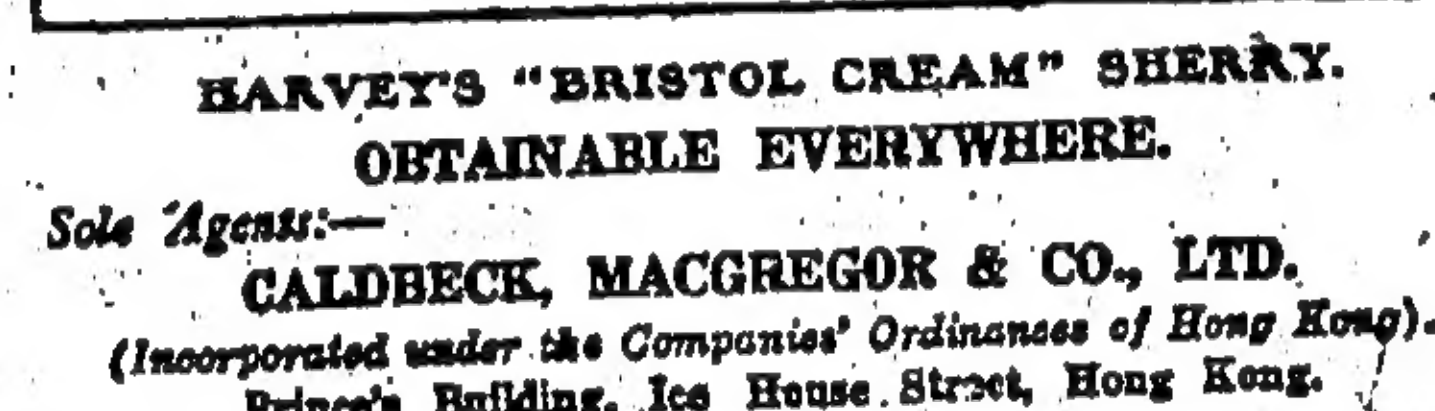 HARVEY'S "BRISTOL CREAM" SHERRY.
OBTAINABLE EVERYWHERE.
Sole Agents:—
CALDBECK, MACGREGOR & CO., LTD.
(Incorporated under the Companies' Ordinances of Hong Kong).
Prince's Building, Ice House Street, Hong Kong.